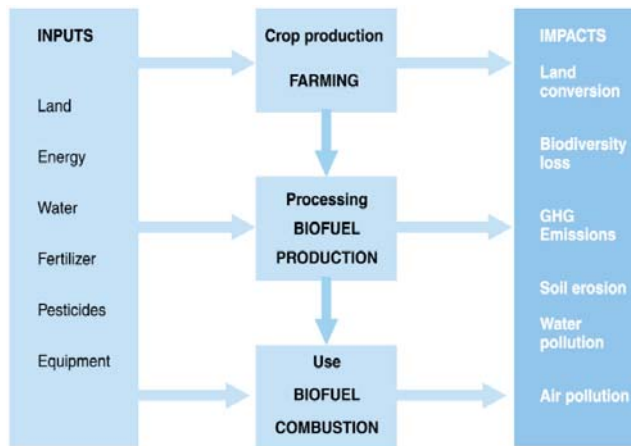 INPUTS
Land
Energy
Water
Fertilizer
Pesticides
Equipment
Crop production
FARMING
Processing
BIOFUEL
PRODUCTION
Use
BIOFUEL
COMBUSTION
IMPACTS
Land
conversion
Biodiversity
loss
GHG
Emissions
Soil erosion
Water
pollution
Air pollution